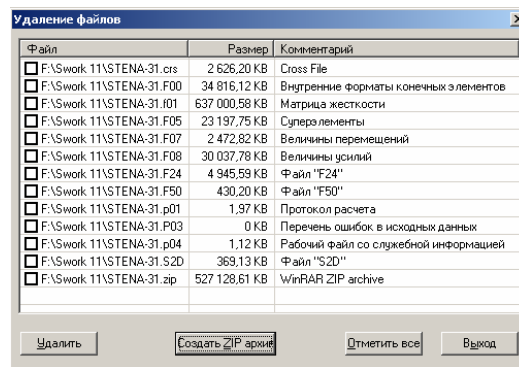 Удаление файлов
Файл Размер Комментарий
F:\Swork 11\STENA-31.crs 2 626,20 KB Cross File
F:\Swork 11\STENA-31.F00 34 816,12 KB Внутренние форматы конечных элементов
F:\Swork 11\STENA-31.f01 637 000,58 KB Матрица жесткости
F:\Swork 11\STENA-31.F05 23 197,75 KB Суперэлементы
F:\Swork 11\STENA-31.F07 2 472,82 KB Величины перемещений
F:\Swork 11\STENA-31.F08 30 037,78 KB Величины усилий
F:\Swork 11\STENA-31.F24 4 945,59 KB Файл "F24"
F:\Swork 11\STENA-31.F50 430,20 KB Файл "F50"
F:\Swork 11\STENA-31.p01 1,97 KB Протокол расчета
F:\Swork 11\STENA-31.P03 0 KB Перечень ошибок в исходных данных
F:\Swork 11\STENA-31.p04 1,12 KB Рабочий файл со служебной информацией
F:\Swork 11\STENA-31.S2D 369,13 KB Файл "S2D"
F:\Swork 11\STENA-31.zip 527 128,61 KB WinRAR ZIP archive
Удалить Создать ZIP архив Отметить все Выход